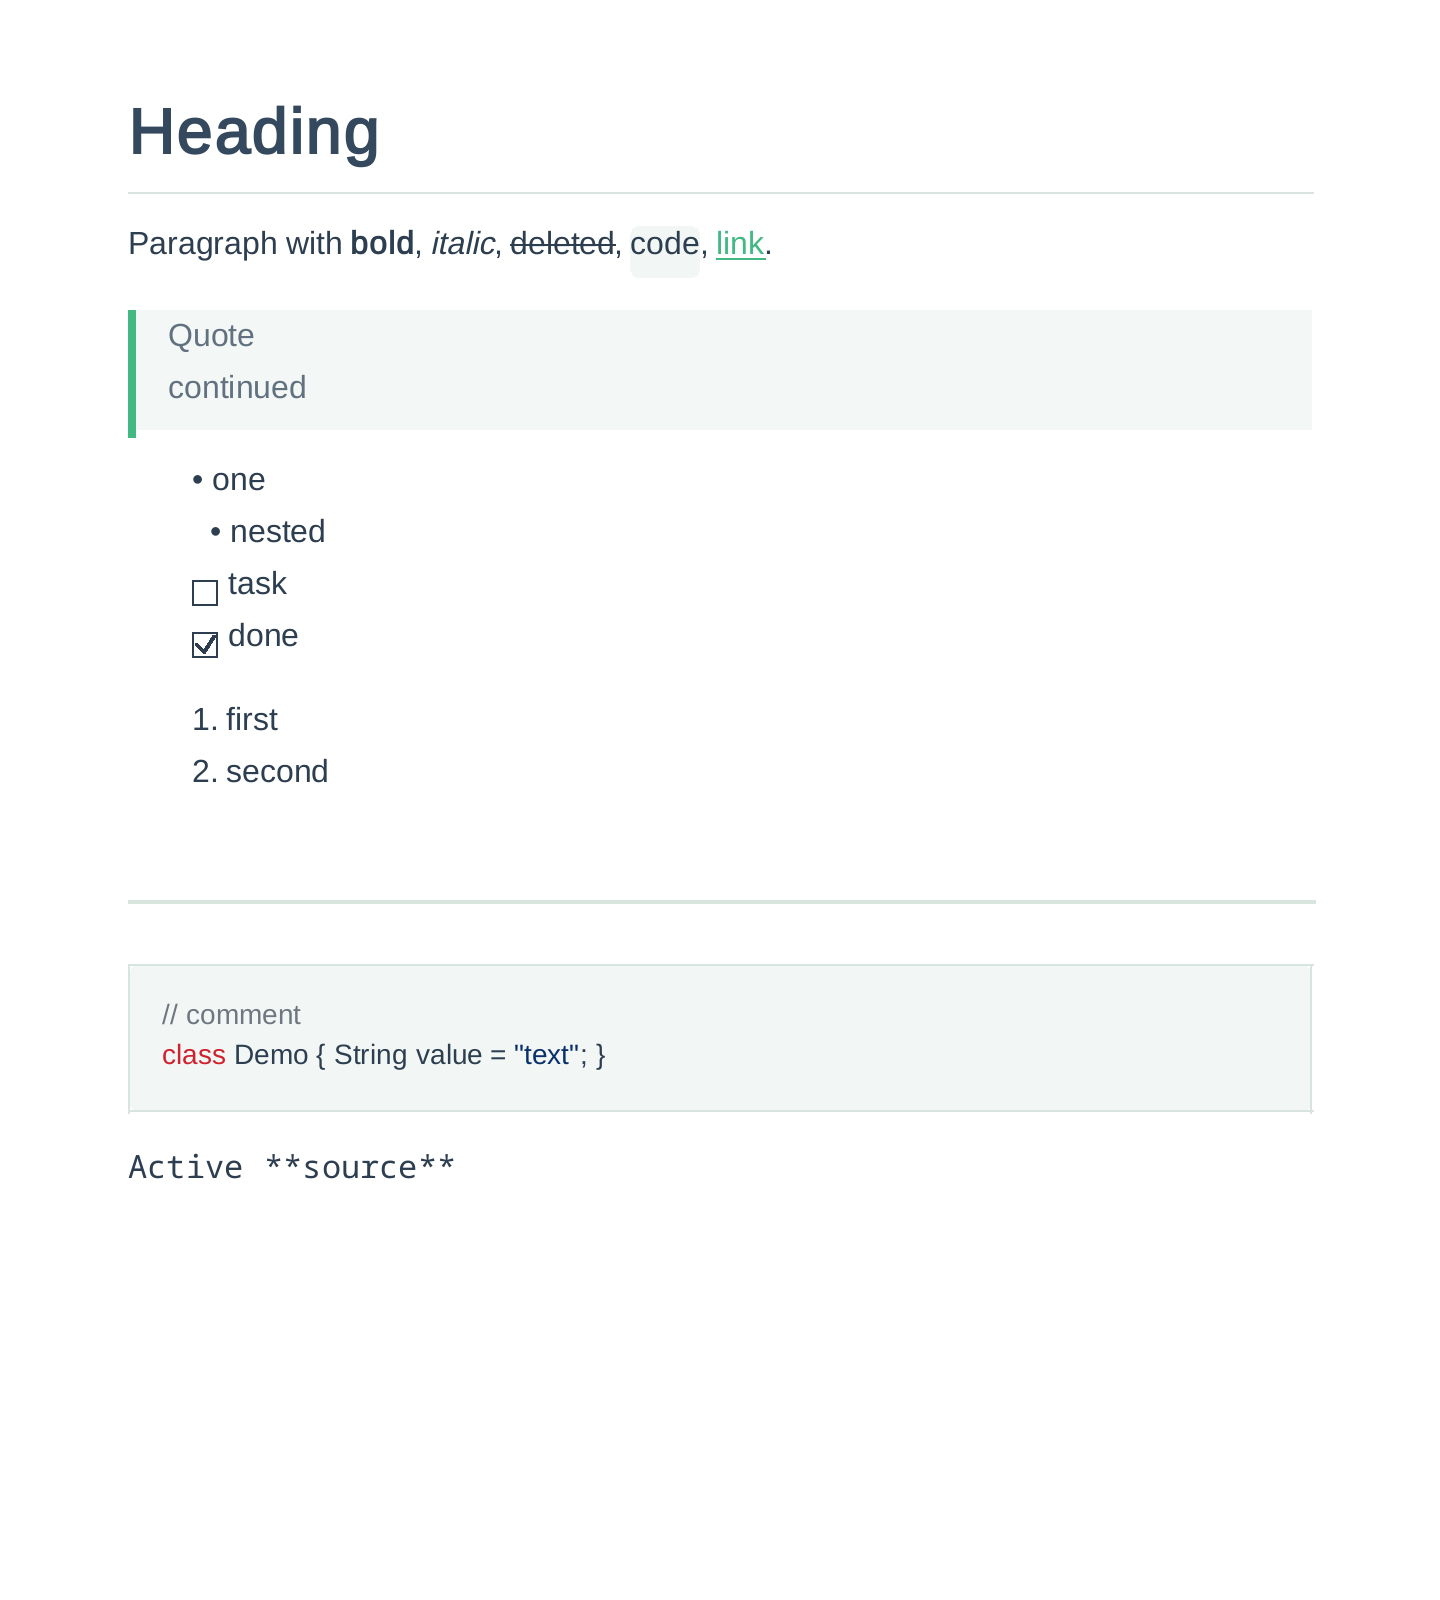 Heading
Paragraph with bold, italic, deleted, code, link.
Quote
continued
• one
• nested
☐ task
☑ done
1. first
2. second
// comment
class Demo { String value = "text"; }
Active **source**